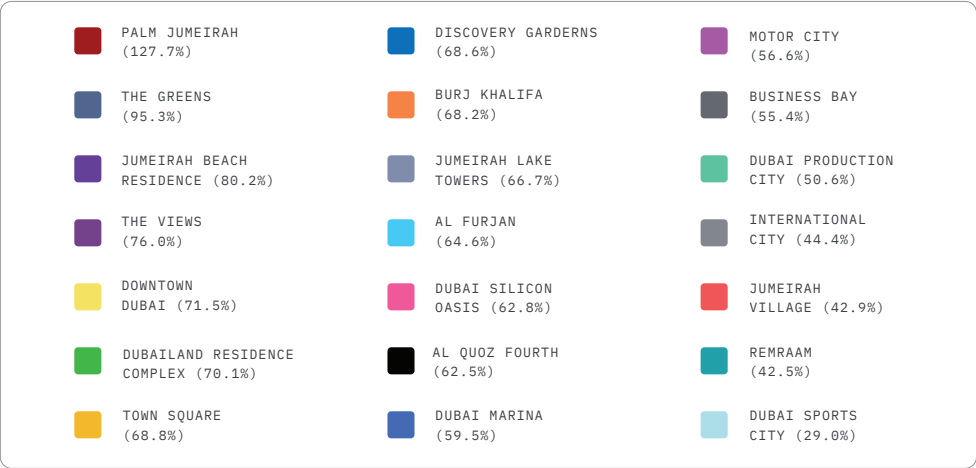 PALM JUMEIRAH
(127.7%)
THE GREENS
(95.3%)
JUMEIRAH BEACH
RESIDENCE (80.2%)
THE VIEWS
(76.0%)
DOWNTOWN
DUBAI (71.5%)
DUBAILAND RESIDENCE
COMPLEX (70.1%)
TOWN SQUARE
(68.8%)
DISCOVERY GARDERNS
(68.6%)
BURJ KHALIFA
(68.2%)
JUMEIRAH LAKE
TOWERS (66.7%)
AL FURJAN
(64.6%)
DUBAI SILICON
OASIS (62.8%)
AL QUOZ FOURTH
(62.5%)
DUBAI MARINA
(59.5%)
MOTOR CITY
(56.6%)
BUSINESS BAY
(55.4%)
DUBAI PRODUCTION
CITY (50.6%)
INTERNATIONAL
CITY (44.4%)
JUMEIRAH
VILLAGE (42.9%)
REMRAAM
(42.5%)
DUBAI SPORTS
CITY (29.0%)